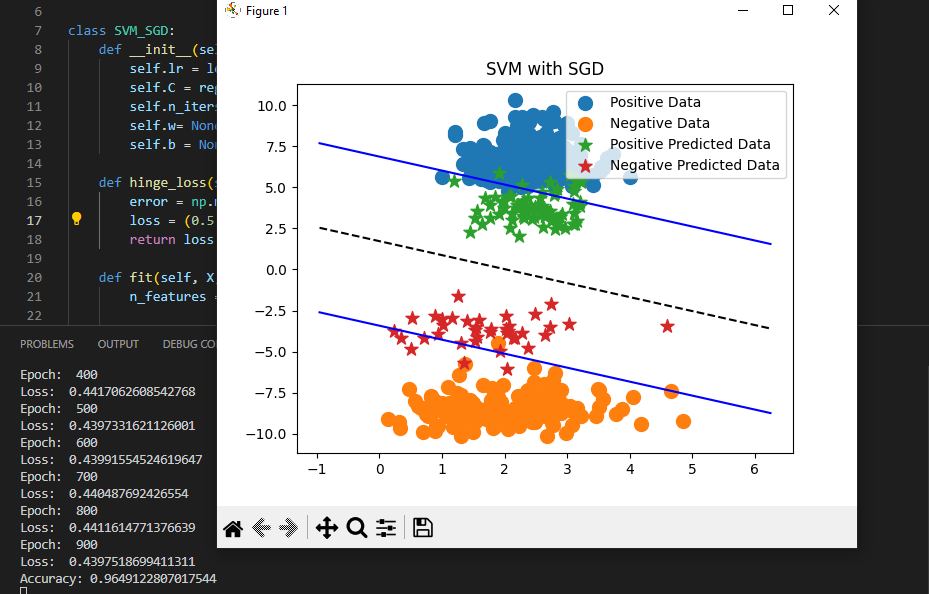 Figure 1
6
7 class SVM_SGD:
8 def __init__(se
9 self.lr = le
10 self.C = reg
11 self.n_iters
12 self.w= None
13 self.b = Non
14
15 def hinge_loss(s
16 error = np.m
17 loss = (0.5
18 return loss
19
20 def fit(self, X
21 n_features =
22
PROBLEMS OUTPUT DEBUG CO
Epoch: 400
Loss: 0.4417062608542768
Epoch: 500
Loss: 0.4397331621126001
Epoch: 600
Loss: 0.43991554524619647
Epoch: 700
Loss: 0.440487692426554
Epoch: 800
Loss: 0.4411614771376639
Epoch: 900
Loss: 0.4397518699411311
Accuracy: 0.9649122807017544
SVM with SGD
Positive Data
Negative Data
Positive Predicted Data
Negative Predicted Data
10.0
7.5
5.0
2.5
0.0
−2.5
−5.0
−7.5
−10.0
−1 0 1 2 3 4 5 6